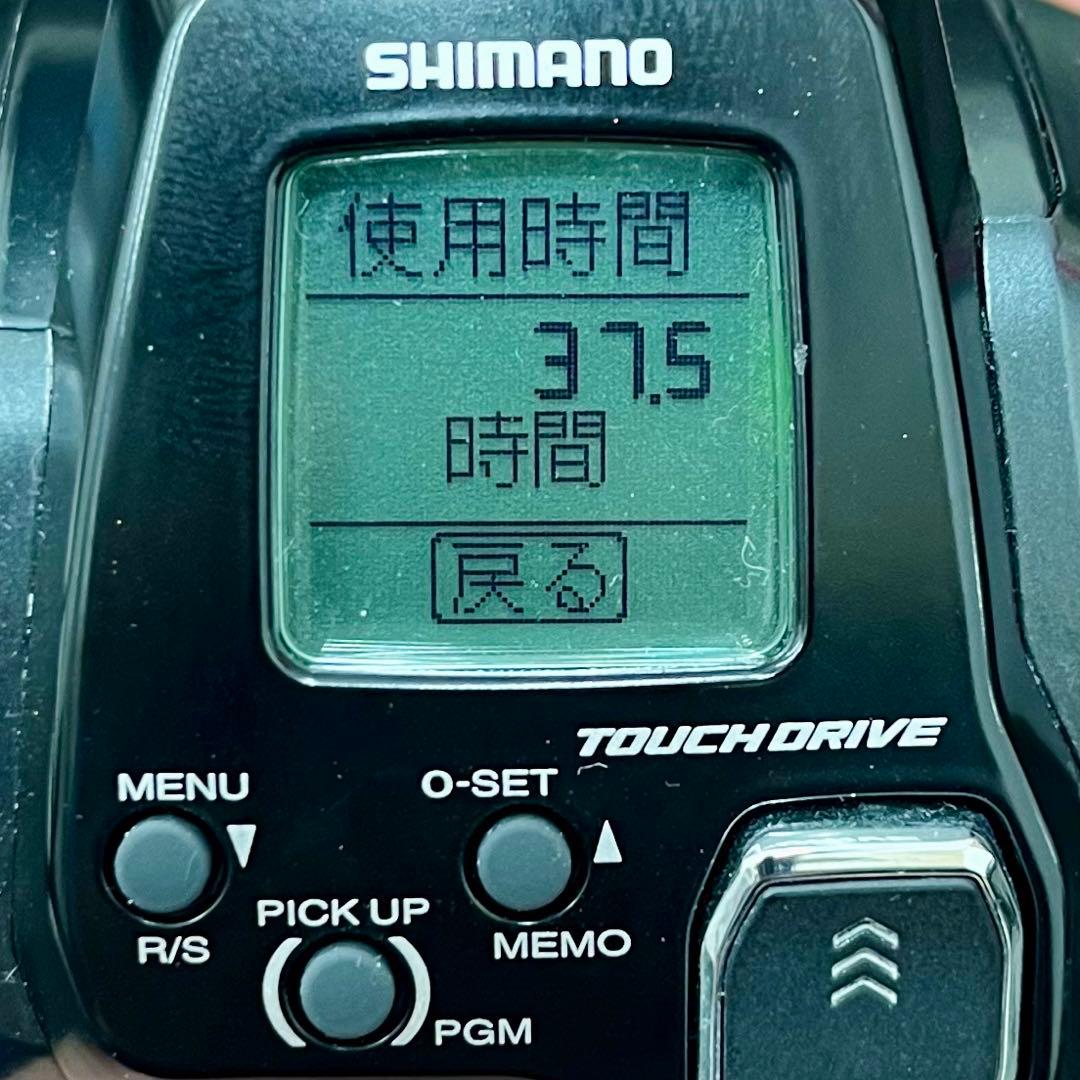 SHIMANO
使用時間
37.5
時間
戻る
TOUCH DRIVE
MENU
0-SET
R/S
PICK UP
MEMO
PGM